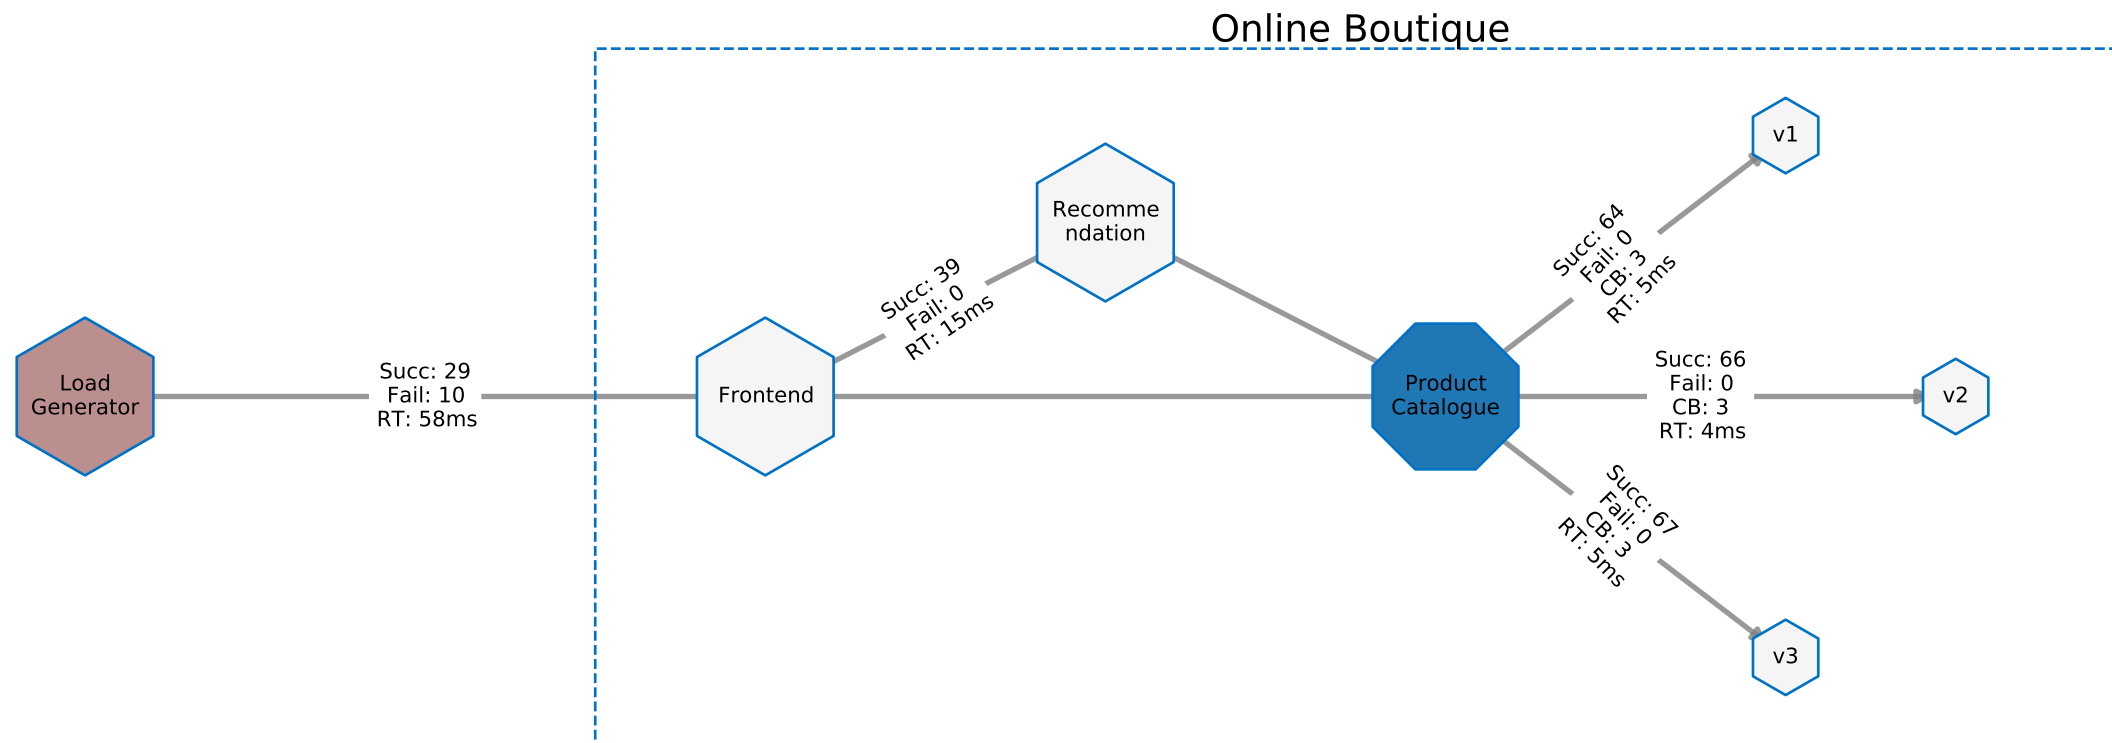 Online Boutique
Load
Generator
Succ: 29
Fail: 10
RT: 58ms
Frontend
Succ: 39
Fail: 0
RT: 15ms
Recomme
ndation
Product
Catalogue
Succ: 64
Fail: 0
CB: 3
RT: 5ms
v1
Succ: 66
Fail: 0
CB: 3
RT: 4ms
v2
Succ: 67
Fail: 0
CB: 3
RT: 5ms
v3